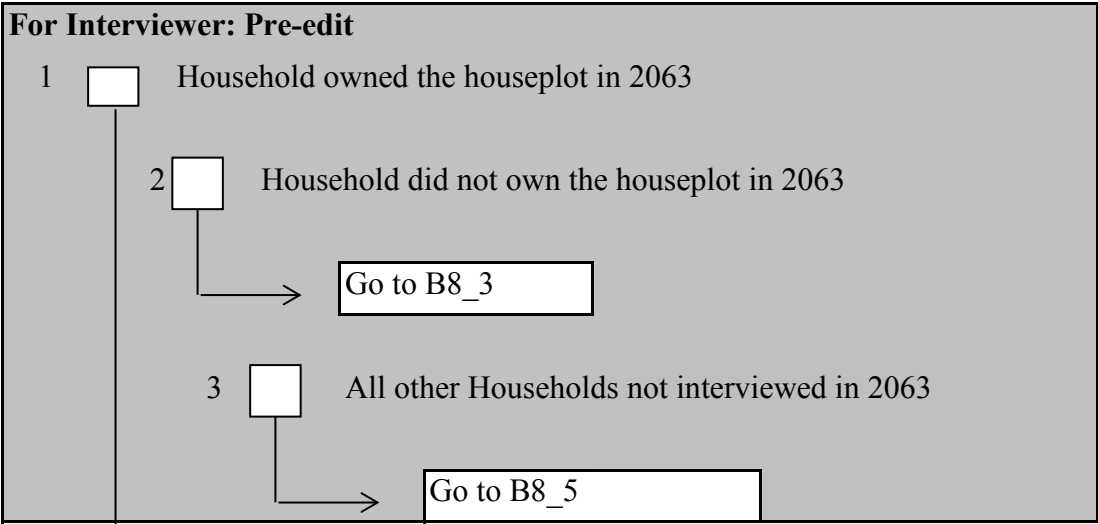 For Interviewer: Pre-edit
1 Household owned the houseplot in 2063
2 Household did not own the houseplot in 2063
Go to B8_3
3 All other Households not interviewed in 2063
Go to B8_5